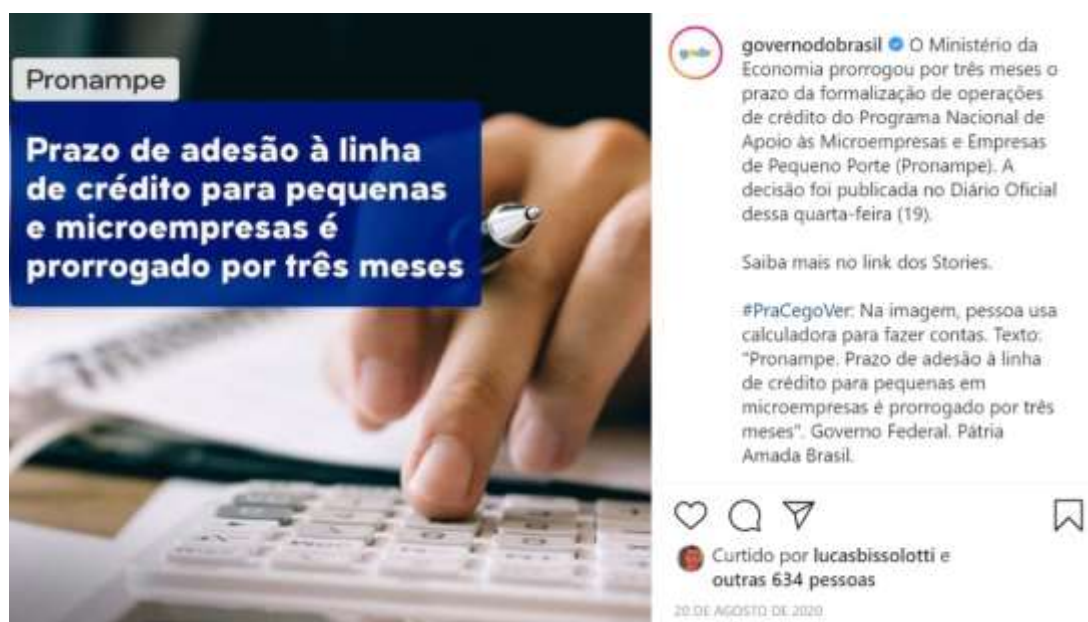 Pronampe
Prazo de adesão à linha
de crédito para pequenas
e microempresas é
prorrogado por três meses
governodobrasil O Ministério da
Economia prorrogou por três meses o
prazo da formalização de operações
de crédito do Programa Nacional de
Apoio às Microempresas e Empresas
de Pequeno Porte (Pronampe). A
decisão foi publicada no Diário Oficial
dessa quarta-feira (19).
Saiba mais no link dos Stories.
#PraCegoVer: Na imagem, pessoa usa
calculadora para fazer contas. Texto:
"Pronampe. Prazo de adesão à linha
de crédito para pequenas em
microempresas é prorrogado por três
meses". Governo Federal. Pátria
Amada Brasil.
Curtido por lucasbissolotti e
outras 634 pessoas
20 DE AGOSTO DE 2020